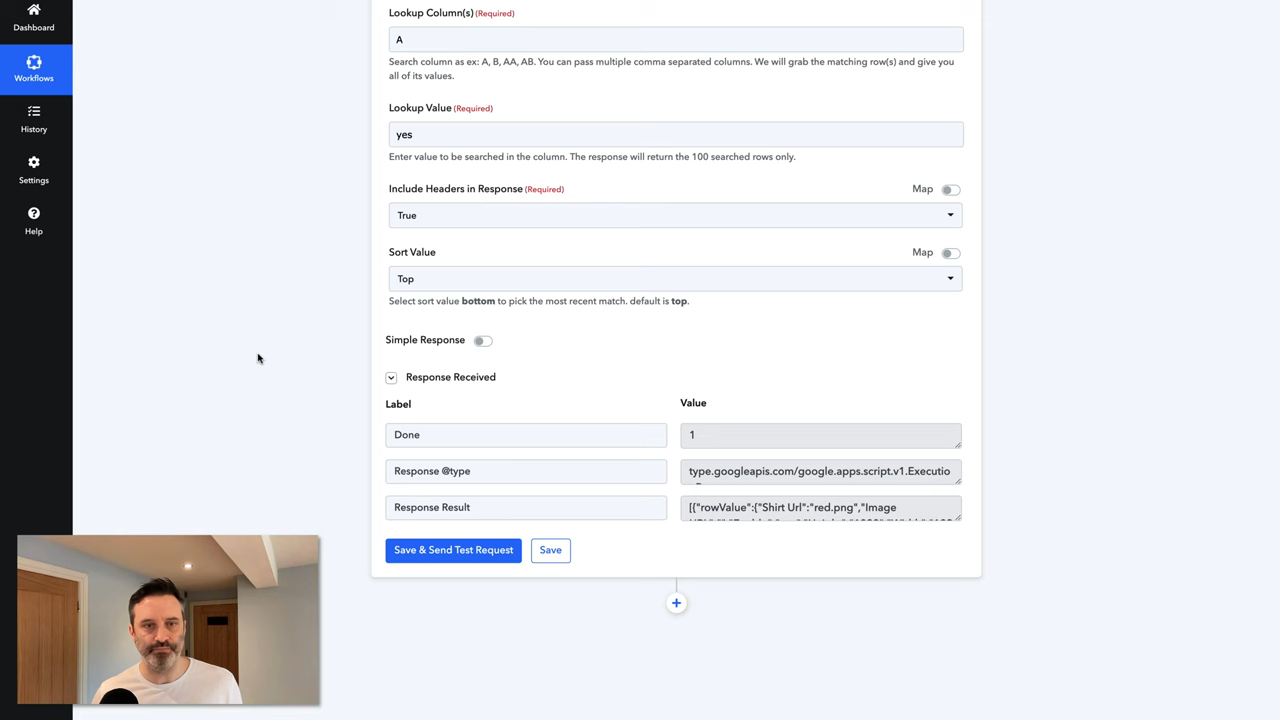 Dashboard
Workflows
History
Settings
Help
Lookup Column(s) (Required)
A
Search column as ex: A, B, AA, AB. You can pass multiple comma separated columns. We will grab the matching row(s) and give you
all of its values.
Lookup Value (Required)
yes
Enter value to be searched in the column. The response will return the 100 searched rows only.
Include Headers in Response (Required)
Map
True
Sort Value
Map
Top
Select sort value bottom to pick the most recent match. default is top.
Simple Response
Response Received
Label
Value
Done
1
Response @type
type.googleapis.com/google.apps.script.v1.Executio
Response Result
[{"rowValue":{"Shirt Url":"red.png","Image
Save & Send Test Request
Save